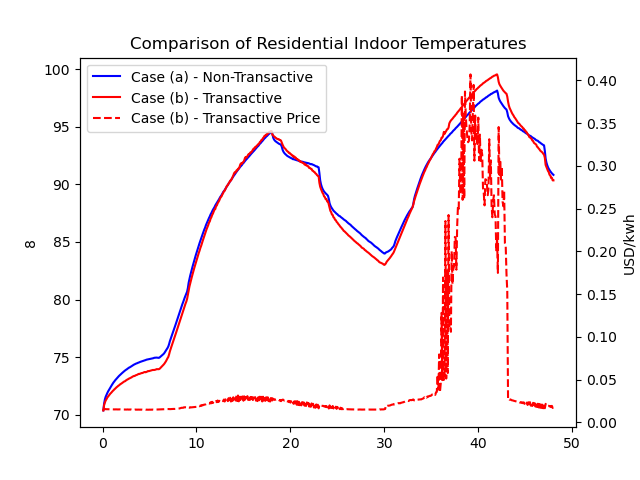 Comparison of Residential Indoor Temperatures
Case (a) - Non-Transactive
Case (b) - Transactive
Case (b) - Transactive Price
100
95
90
85
80
75
70
8
0.40
0.35
0.30
0.25
0.20
0.15
0.10
0.05
0.00
USD/kwh
0 10 20 30 40 50